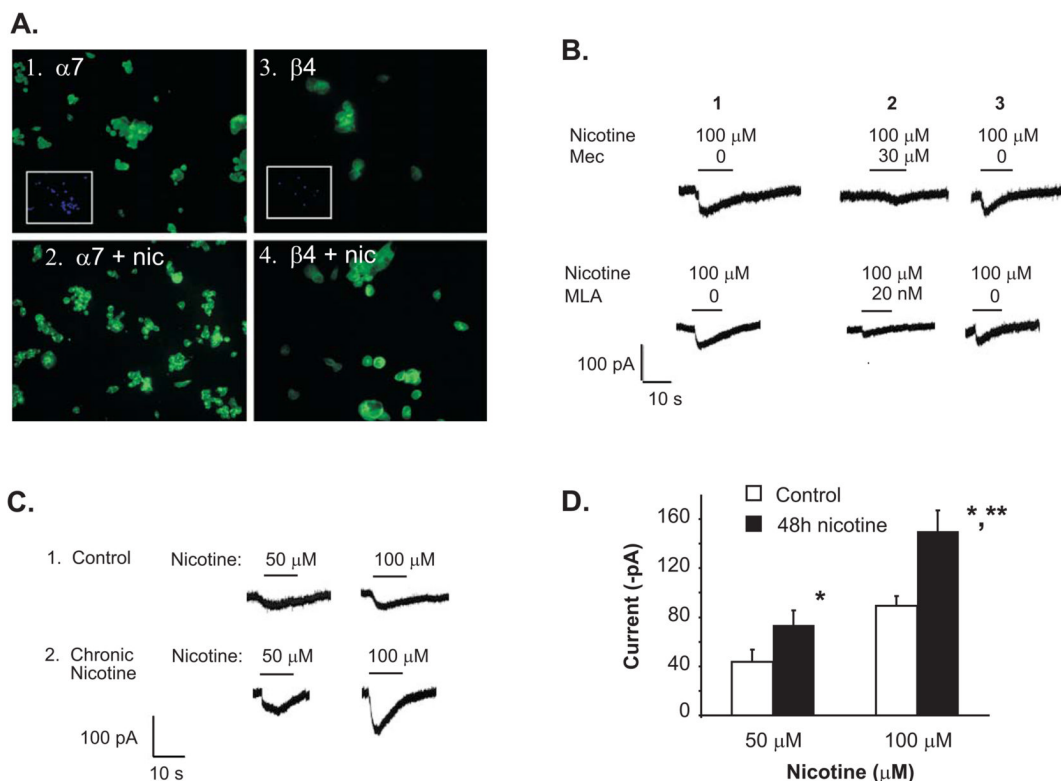 A.
1. α7
3. β4
2. α7 + nic
4. β4 + nic
B.
1 2 3
Nicotine 100 μM 100 μM 100 μM
Mec 0 30 μM 0
Nicotine 100 μM 100 μM 100 μM
MLA 0 20 nM 0
100 pA
10 s
C.
1. Control Nicotine: 50 μM 100 μM
2. Chronic Nicotine: 50 μM 100 μM
Nicotine
100 pA
10 s
D.
Control
48h nicotine
*
*,**
Current (-pA)
160
120
80
40
0
50 μM 100 μM
Nicotine (μM)